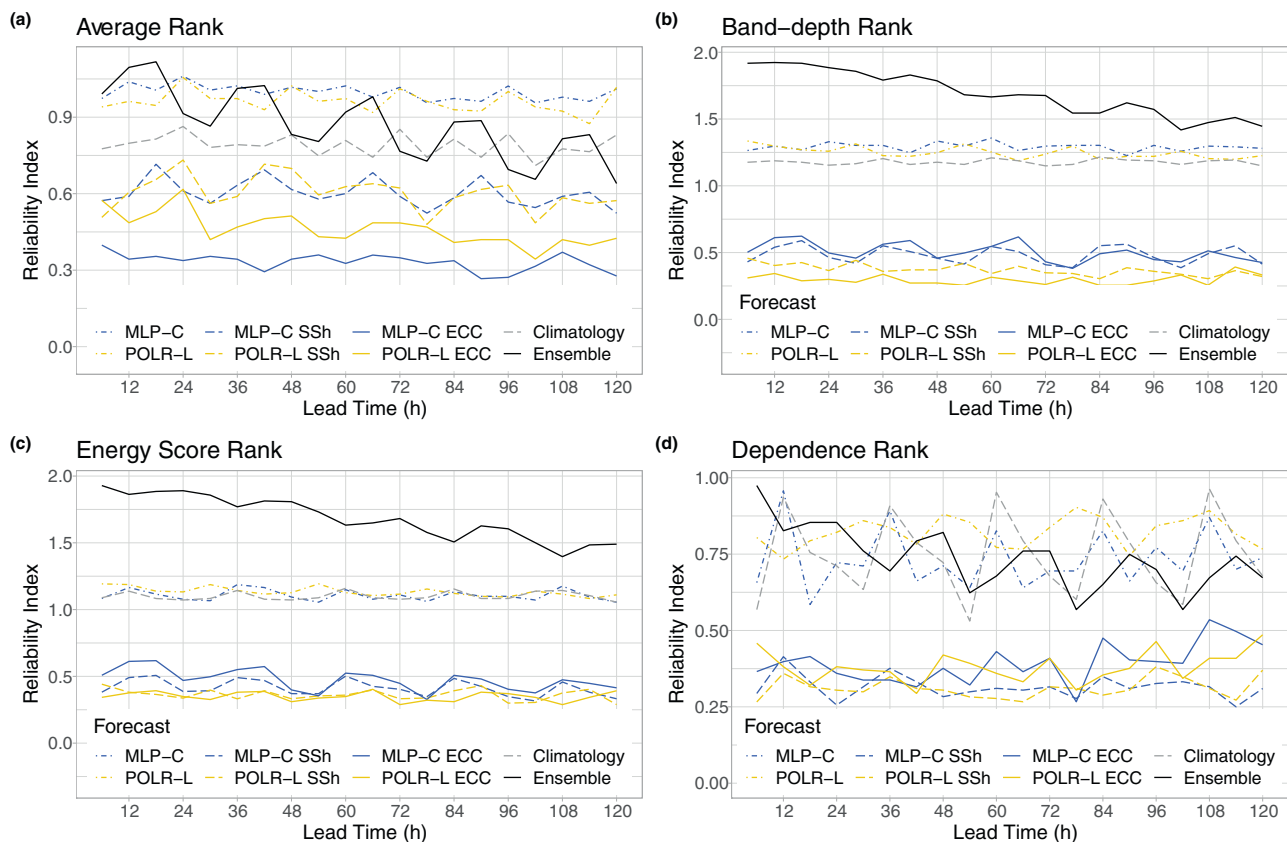 (a) Average Rank
Reliability Index
0.9
0.6
0.3
0.0
MLP−C MLP−C SSh MLP−C ECC Climatology
POLR−L POLR−L SSh POLR−L ECC Ensemble
12 24 36 48 60 72 84 96 108 120
Lead Time (h)
(b) Band−depth Rank
Reliability Index
2.0
1.5
1.0
0.5
0.0
Forecast
MLP−C MLP−C SSh MLP−C ECC Climatology
POLR−L POLR−L SSh POLR−L ECC Ensemble
12 24 36 48 60 72 84 96 108 120
Lead Time (h)
(c) Energy Score Rank
Reliability Index
2.0
1.5
1.0
0.5
0.0
Forecast
MLP−C MLP−C SSh MLP−C ECC Climatology
POLR−L POLR−L SSh POLR−L ECC Ensemble
12 24 36 48 60 72 84 96 108 120
Lead Time (h)
(d) Dependence Rank
Reliability Index
1.00
0.75
0.50
0.25
0.00
Forecast
MLP−C MLP−C SSh MLP−C ECC Climatology
POLR−L POLR−L SSh POLR−L ECC Ensemble
12 24 36 48 60 72 84 96 108 120
Lead Time (h)